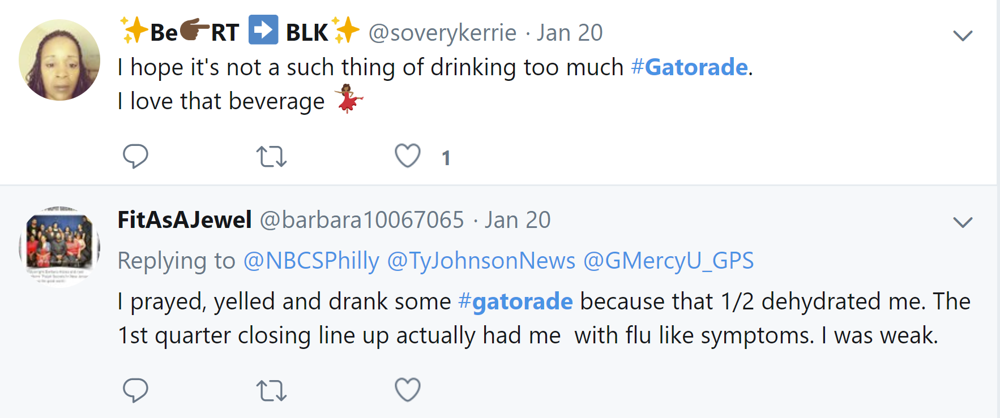 ✨Be👉🏿RT ➡️ BLK✨ @soverykerrie · Jan 20
I hope it's not a such thing of drinking too much #Gatorade.
I love that beverage 💃🏾
1
FitAsAJewel @barbara10067065 · Jan 20
Replying to @NBCSPhilly @TyJohnsonNews @GMercyU_GPS
I prayed, yelled and drank some #gatorade because that 1/2 dehydrated me. The
1st quarter closing line up actually had me  with flu like symptoms. I was weak.